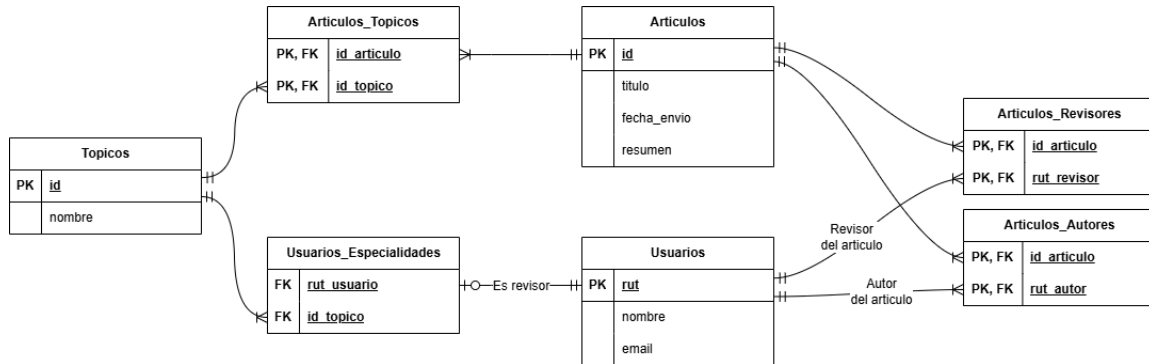 Articulos_Topicos
PK, FK id_articulo
PK, FK id_topico
Articulos
PK id
titulo
fecha_envio
resumen
Articulos_Revisores
PK, FK id_articulo
PK, FK rut_revisor
Topicos
PK id
nombre
Articulos_Autores
PK, FK id_articulo
PK, FK rut_autor
Revisor
del articulo
Autor
del articulo
Usuarios_Especialidades
FK rut_usuario
FK id_topico
Es revisor
Usuarios
PK rut
nombre
email